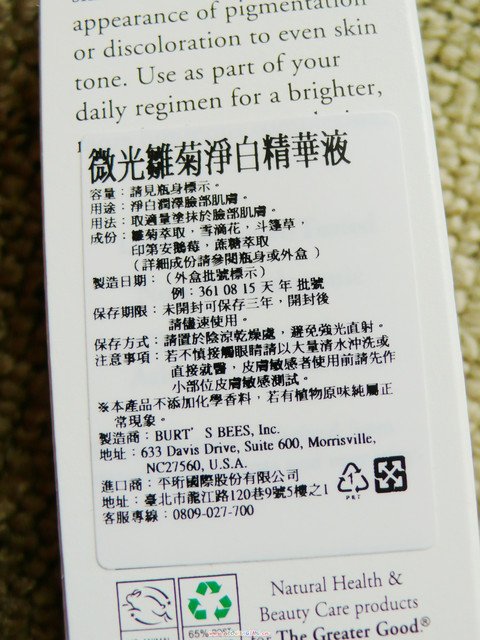 appearance of pigmentation
or discoloration to even skin
tone. Use as part of your
daily regimen for a brighter,
微光雛菊淨白精華液
容量：請見瓶身標示。
用途：淨白潤澤臉部肌膚。
用法：取適量塗抹於臉部肌膚。
成份：雛菊萃取，雪滴花，斗篷草，
印第安鵝莓，蔗糖萃取
（詳細成份請參閱瓶身或外盒）
製造日期：（外盒批號標示）
例：361 08 15 天 年 批號
保存期限：未開封可保存三年，開封後
請儘速使用。
保存方式：請置於陰涼乾燥處，避免強光直射。
注意事項：若不慎接觸眼睛請以大量清水沖洗或
直接就醫，皮膚敏感者使用前請先作
小部位皮膚敏感測試。
※本產品不添加化學香料，若有植物原味純屬正
常現象。
製造商：BURT'S BEES, Inc.
地址：633 Davis Drive, Suite 600, Morrisville,
NC27560, U.S.A.
進口商：平珩國際股份有限公司
地址：臺北市龍江路120巷9號5樓之1
客服專線：0809-027-700
1
PET
Natural Health &
Beauty Care products
for The Greater Good®
65%